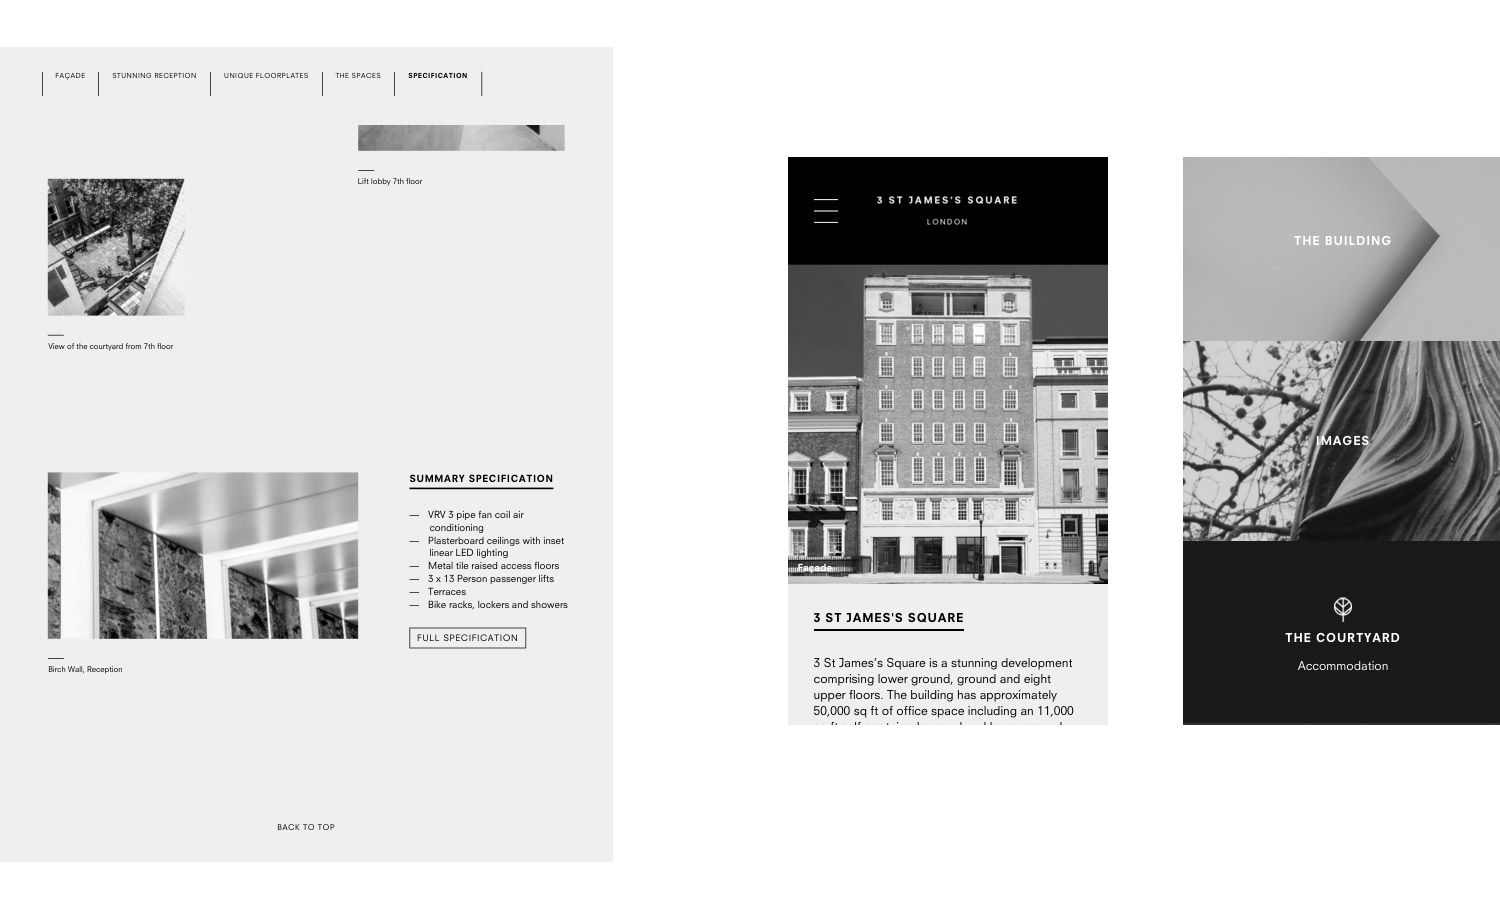 FAÇADE
STUNNING RECEPTION
UNIQUE FLOORPLATES
THE SPACES
SPECIFICATION
Lift lobby 7th floor
View of the courtyard from 7th floor
SUMMARY SPECIFICATION
— VRV 3 pipe fan coil air
conditioning
— Plasterboard ceilings with inset
linear LED lighting
— Metal tile raised access floors
— 3 x 13 Person passenger lifts
— Terraces
— Bike racks, lockers and showers
FULL SPECIFICATION
Birch Wall, Reception
BACK TO TOP
3 ST JAMES’S SQUARE
LONDON
Façade
3 ST JAMES'S SQUARE
3 St James’s Square is a stunning development
comprising lower ground, ground and eight
upper floors. The building has approximately
50,000 sq ft of office space including an 11,000
THE BUILDING
IMAGES
THE COURTYARD
Accommodation